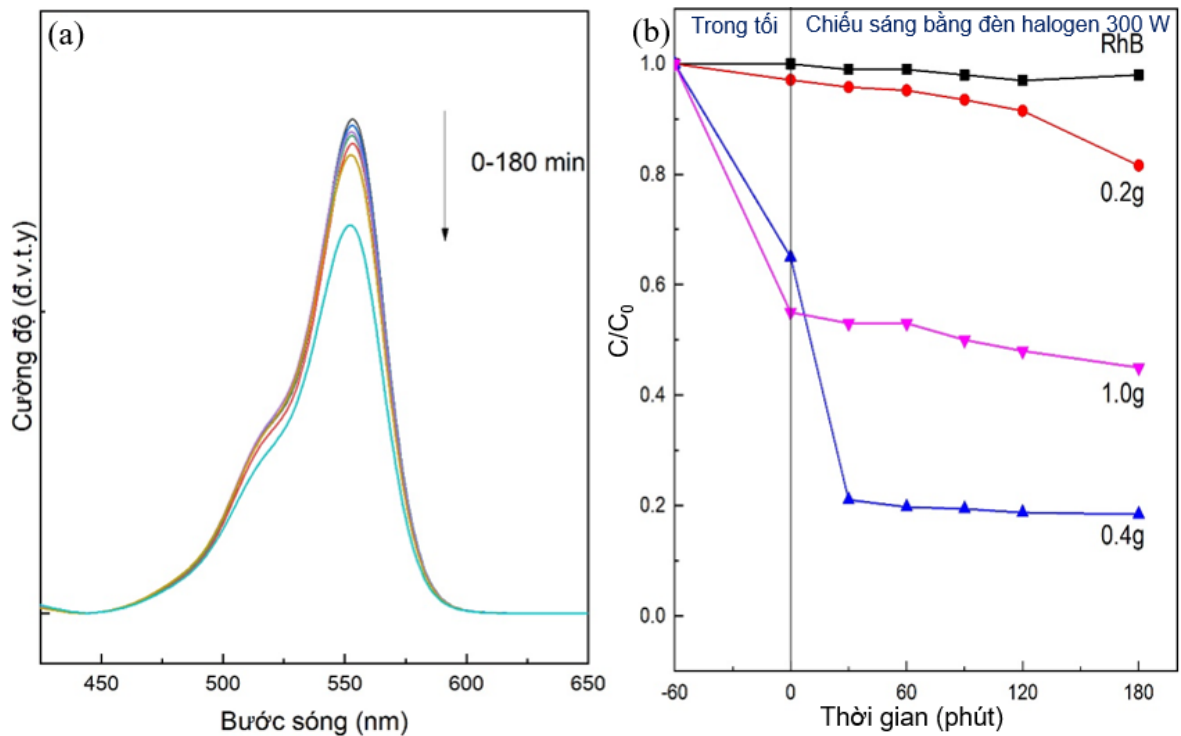 (a)
0-180 min
Cường độ (đ.v.t.y)
450
500
550
600
650
Bước sóng (nm)
(b)
Trong tối
Chiếu sáng bằng đèn halogen 300 W
RhB
0.2g
1.0g
0.4g
C/C0
1.0
0.8
0.6
0.4
0.2
0.0
-60
0
60
120
180
Thời gian (phút)